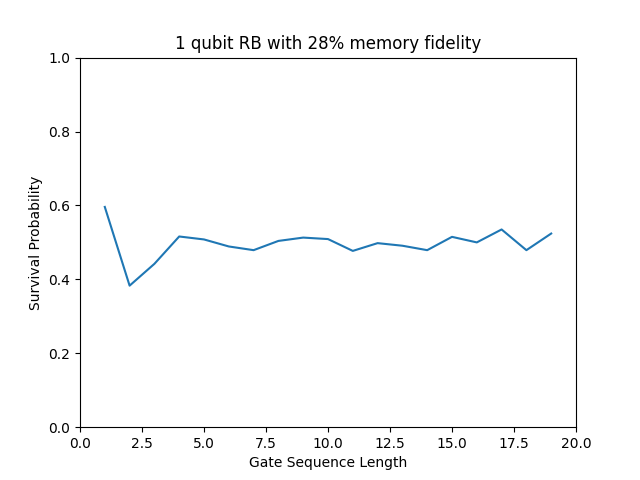 1 qubit RB with 28% memory fidelity
1.0
0.8
0.6
0.4
0.2
0.0
Survival Probability
0.0 2.5 5.0 7.5 10.0 12.5 15.0 17.5 20.0
Gate Sequence Length